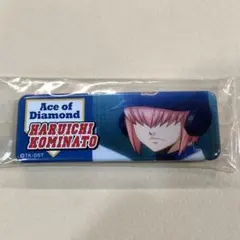 Ace of
Diamond
HARUICHI
KOMINATO